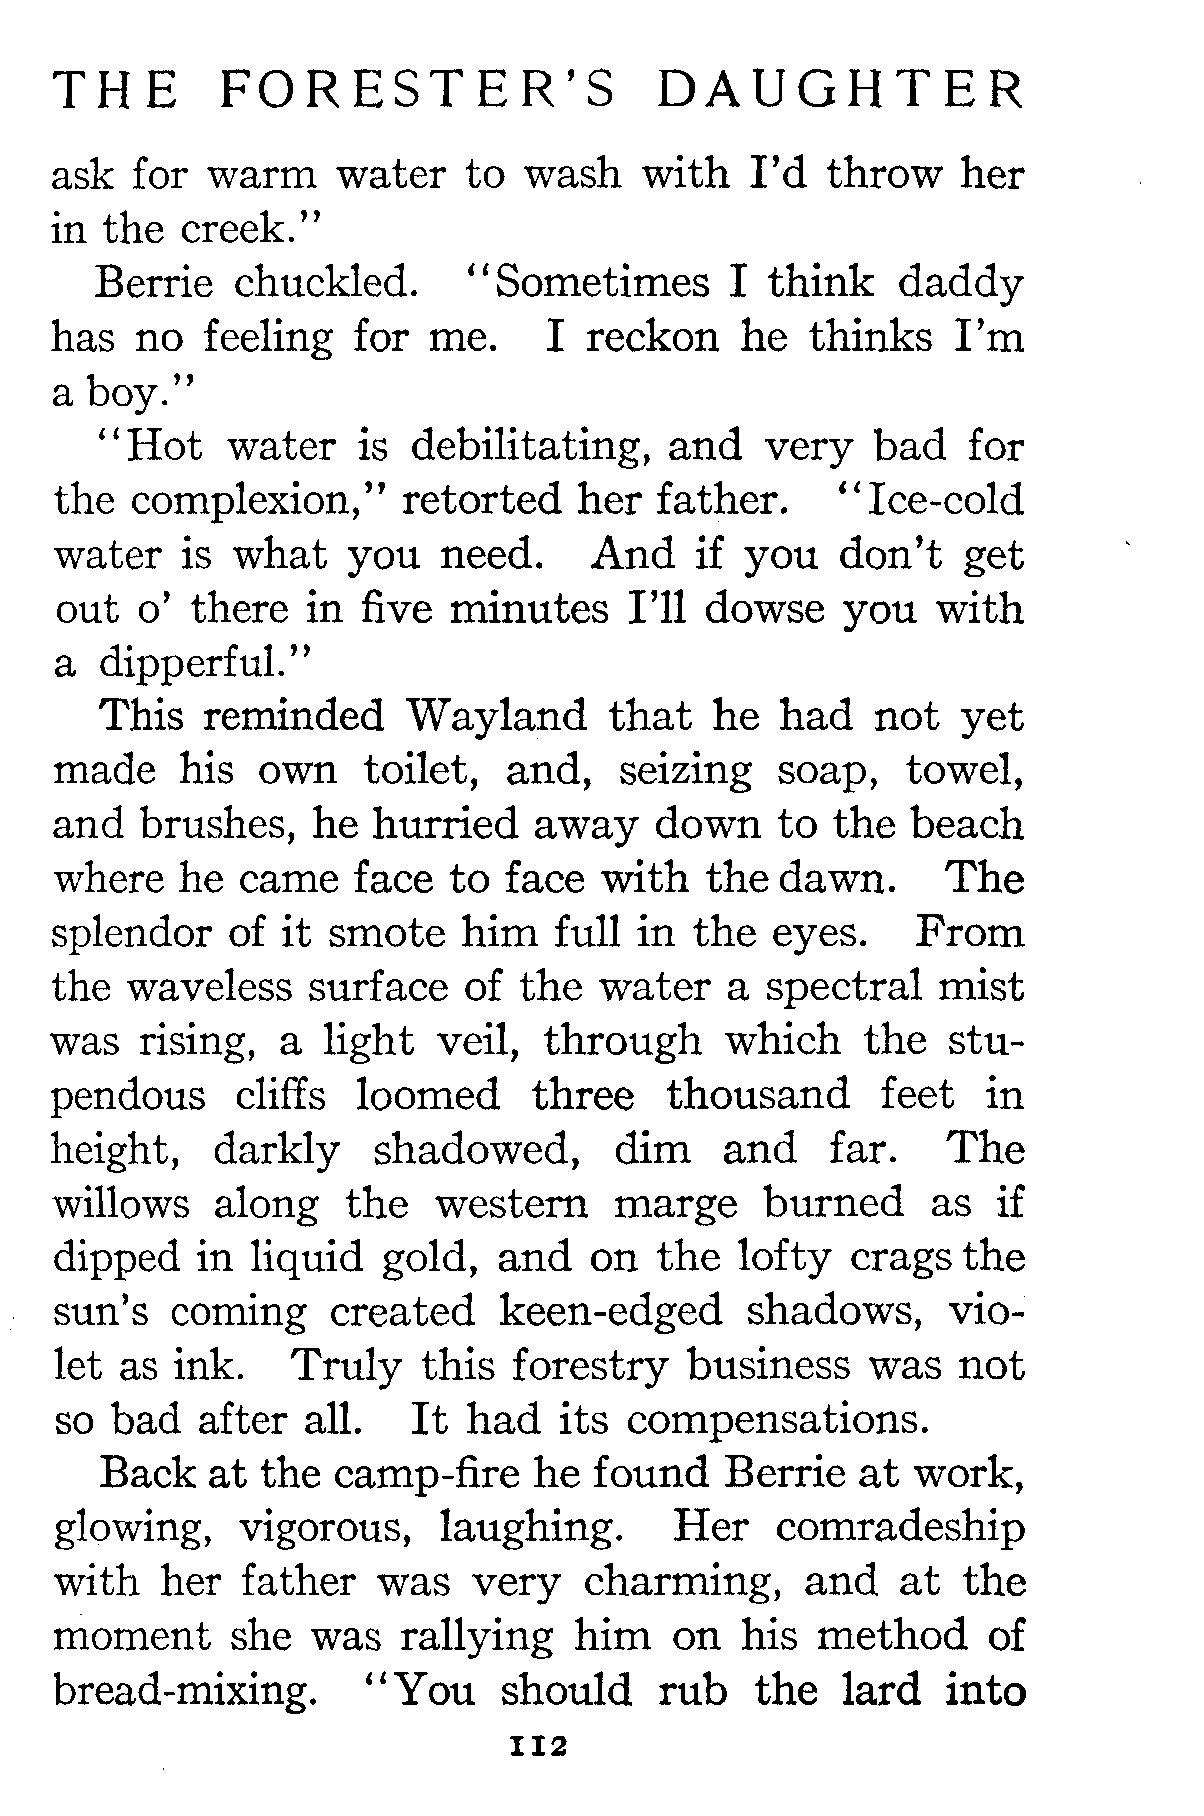 THE FORESTER'S DAUGHTER
ask for warm water to wash with I'd throw her
in the creek."
Berrie chuckled. "Sometimes I think daddy
has no feeling for me. I reckon he thinks I'm
a boy."
"Hot water is debilitating, and very bad for
the complexion," retorted her father. "Ice-cold
water is what you need. And if you don't get
out o' there in five minutes I'll dowse you with
a dipperful."
This reminded Wayland that he had not yet
made his own toilet, and, seizing soap, towel,
and brushes, he hurried away down to the beach
where he came face to face with the dawn. The
splendor of it smote him full in the eyes. From
the waveless surface of the water a spectral mist
was rising, a light veil, through which the stu-
pendous cliffs loomed three thousand feet in
height, darkly shadowed, dim and far. The
willows along the western marge burned as if
dipped in liquid gold, and on the lofty crags the
sun's coming created keen-edged shadows, vio-
let as ink. Truly this forestry business was not
so bad after all. It had its compensations.
Back at the camp-fire he found Berrie at work,
glowing, vigorous, laughing. Her comradeship
with her father was very charming, and at the
moment she was rallying him on his method of
bread-mixing. "You should rub the lard into
112